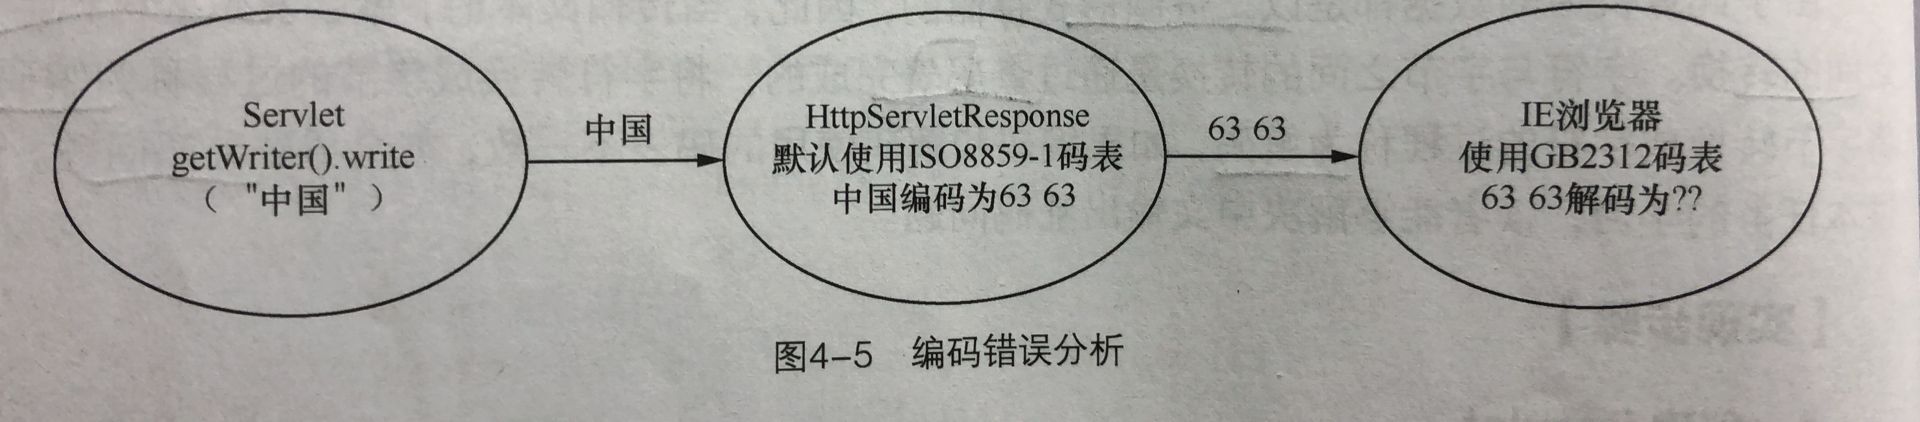 Servlet
getWriter().write
（ "中国" ）
中国
HttpServletResponse
默认使用ISO8859-1码表
中国编码为63 63
63 63
IE浏览器
使用GB2312码表
63 63解码为??
图4-5 编码错误分析